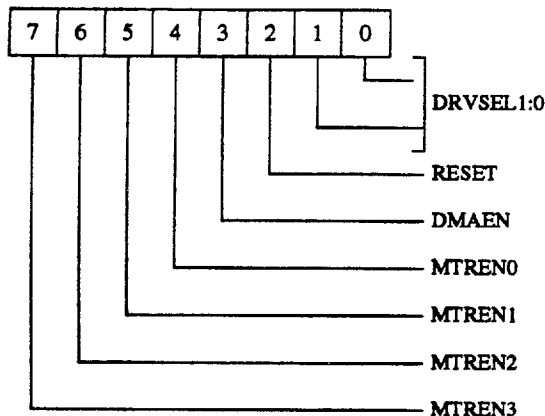 7 6 5 4 3 2 1 0
DRVSEL1:0
RESET
DMAEN
MTREN0
MTREN1
MTREN2
MTREN3